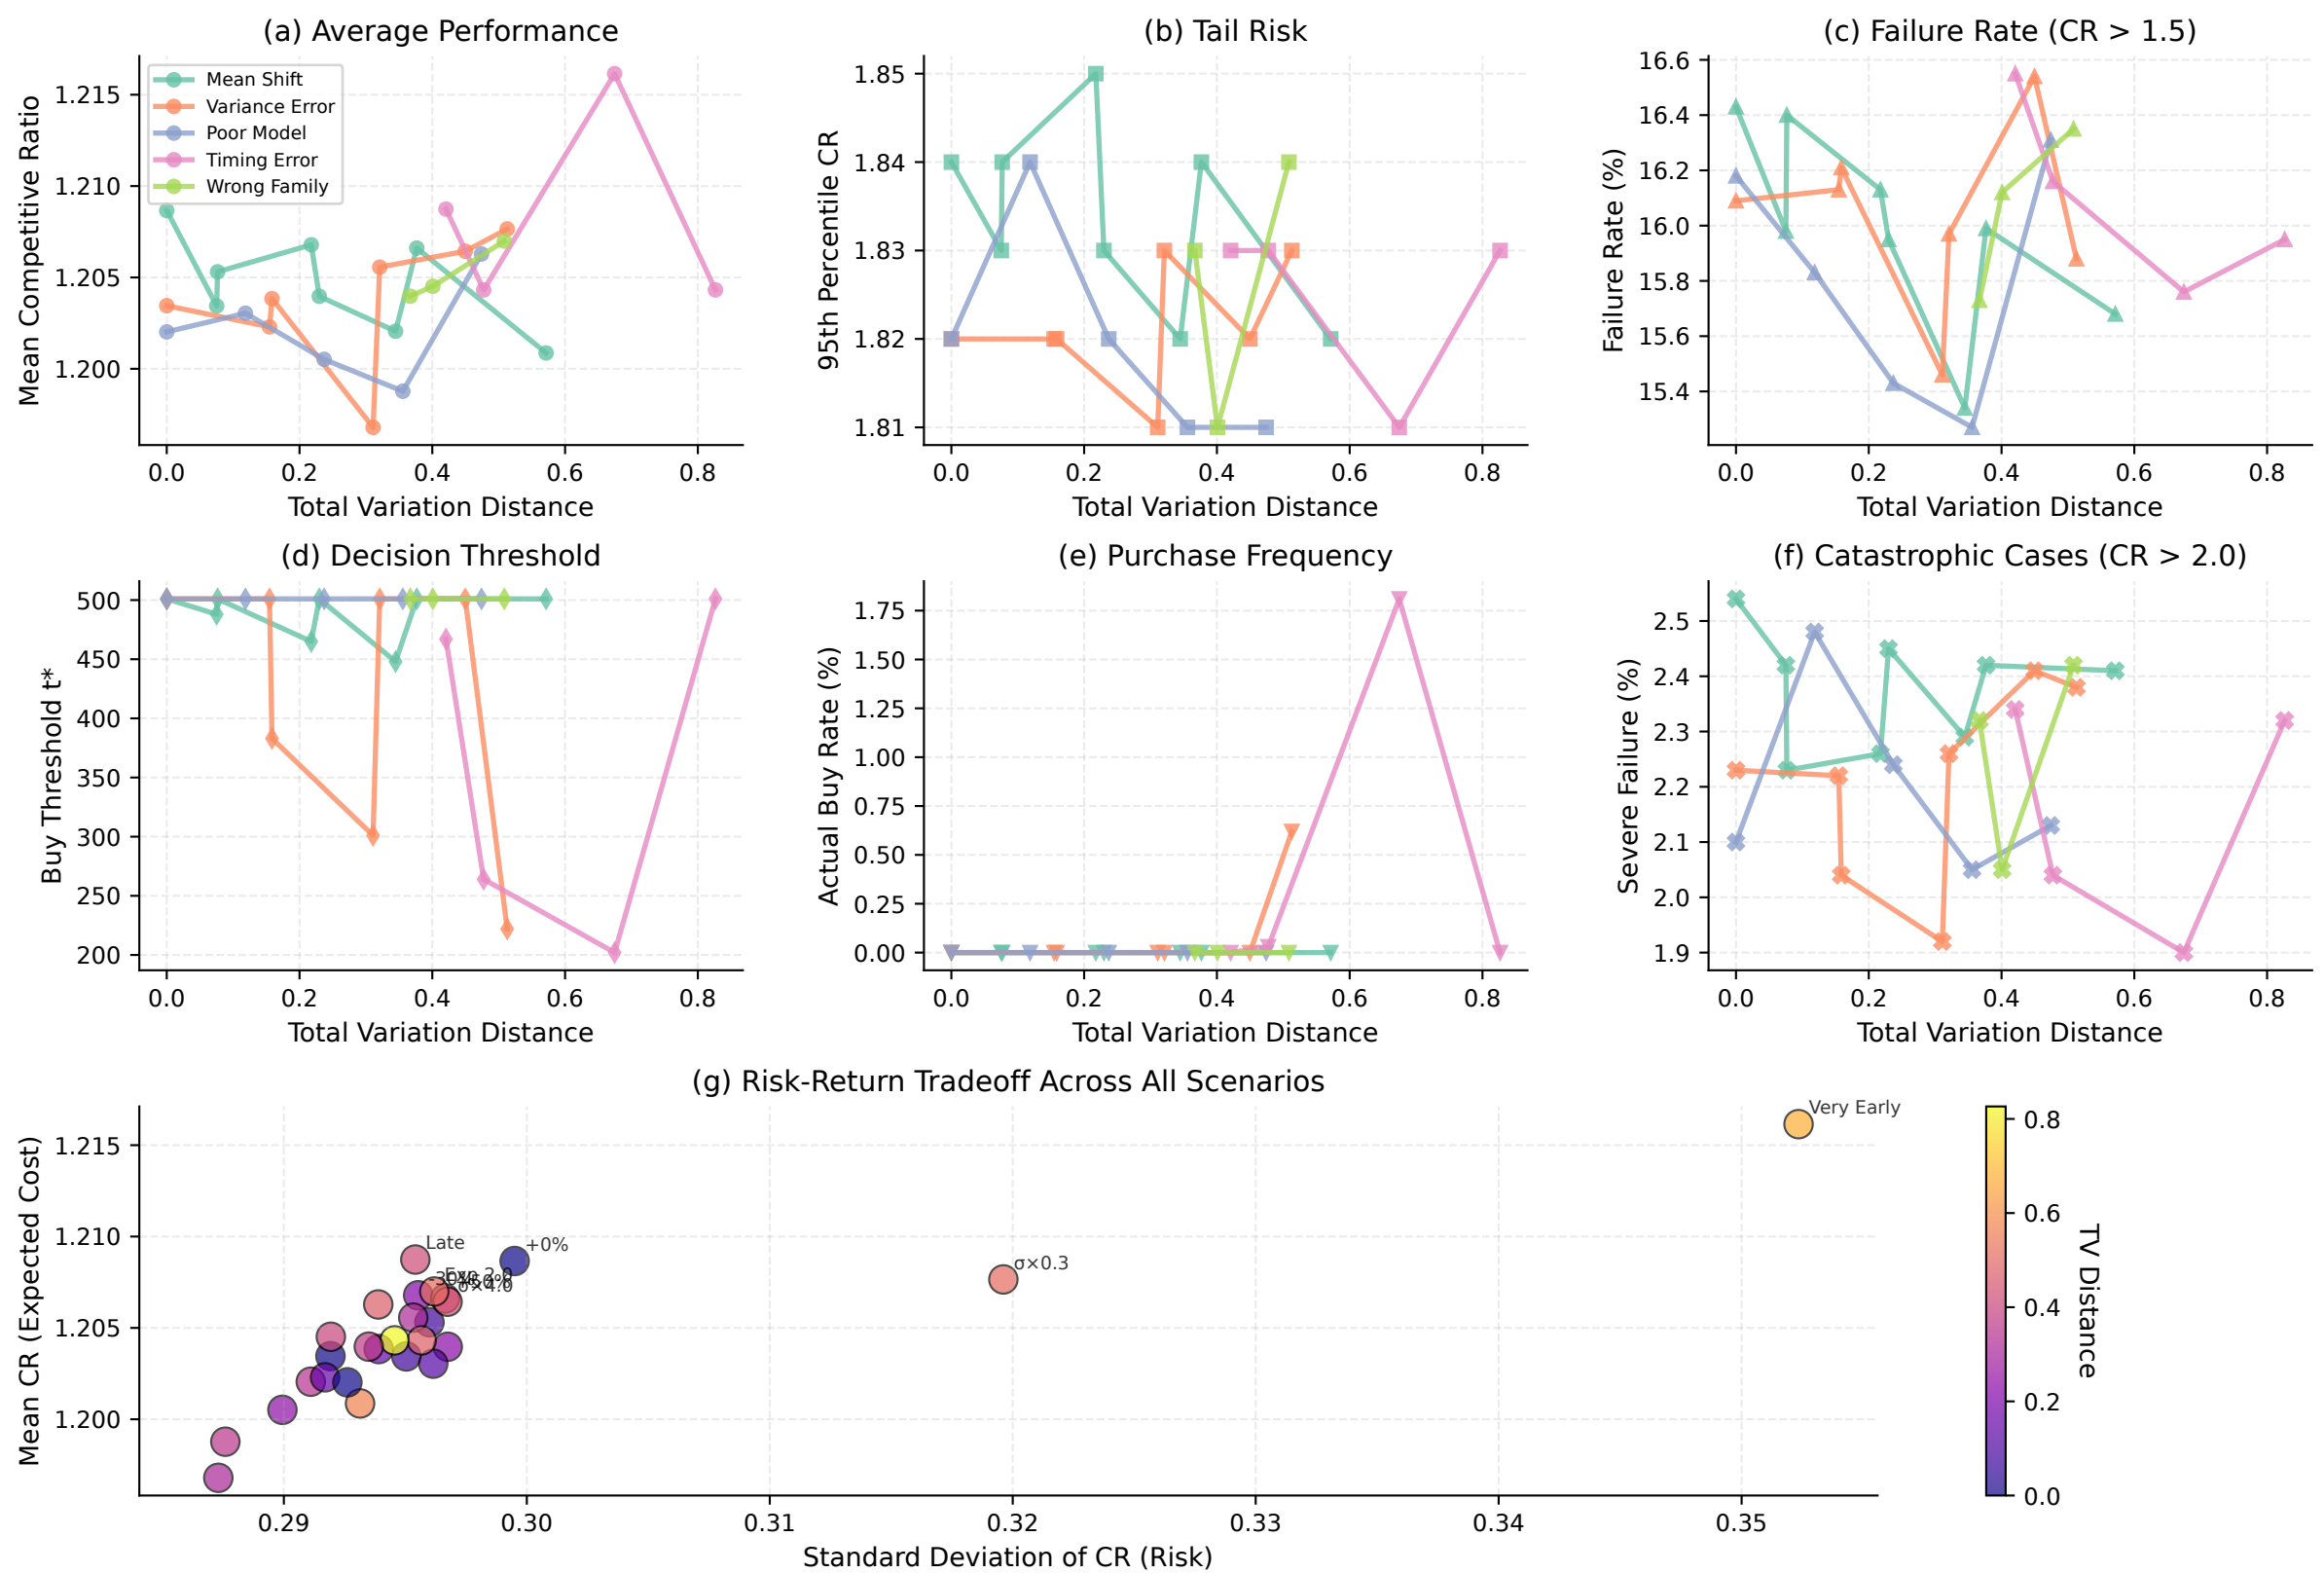 (a) Average Performance
Mean Competitive Ratio
1.215
1.210
1.205
1.200
Mean Shift
Variance Error
Poor Model
Timing Error
Wrong Family
0.0 0.2 0.4 0.6 0.8
Total Variation Distance
(b) Tail Risk
95th Percentile CR
1.85
1.84
1.83
1.82
1.81
0.0 0.2 0.4 0.6 0.8
Total Variation Distance
(c) Failure Rate (CR > 1.5)
Failure Rate (%)
16.6
16.4
16.2
16.0
15.8
15.6
15.4
0.0 0.2 0.4 0.6 0.8
Total Variation Distance
(d) Decision Threshold
Buy Threshold t*
500
450
400
350
300
250
200
0.0 0.2 0.4 0.6 0.8
Total Variation Distance
(e) Purchase Frequency
Actual Buy Rate (%)
1.75
1.50
1.25
1.00
0.75
0.50
0.25
0.00
0.0 0.2 0.4 0.6 0.8
Total Variation Distance
(f) Catastrophic Cases (CR > 2.0)
Severe Failure (%)
2.5
2.4
2.3
2.2
2.1
2.0
1.9
0.0 0.2 0.4 0.6 0.8
Total Variation Distance
(g) Risk-Return Tradeoff Across All Scenarios
Mean CR (Expected Cost)
1.215
1.210
1.205
1.200
Very Early
Late
+0%
σ×0.3
0.29 0.30 0.31 0.32 0.33 0.34 0.35
Standard Deviation of CR (Risk)
0.8
0.6
0.4
0.2
0.0
TV Distance